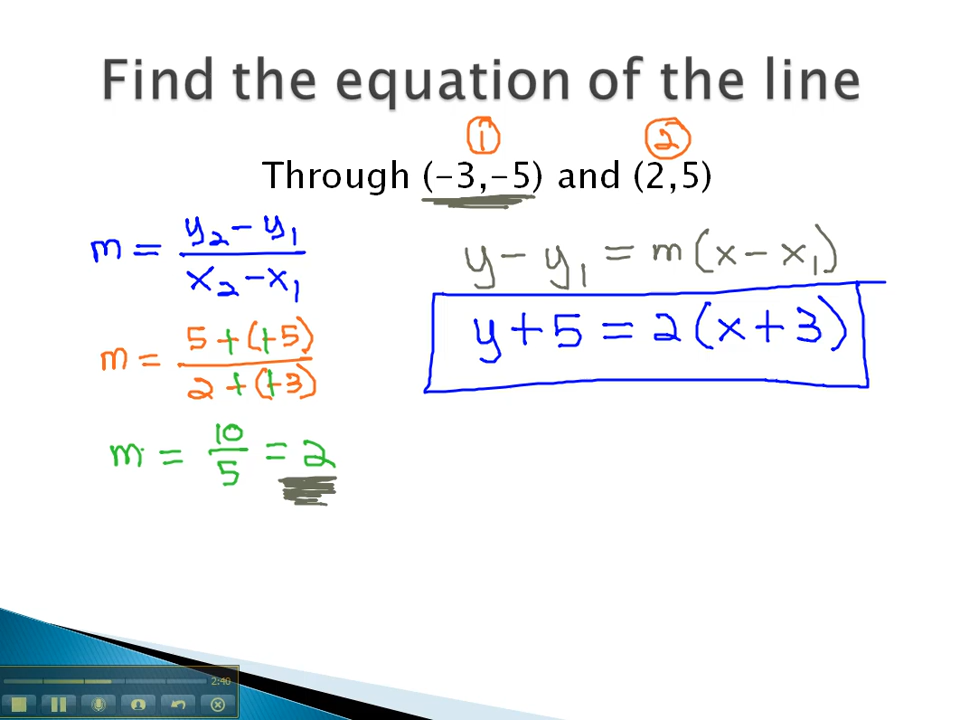 Find the equation of the line
1 2
Through (-3,-5) and (2,5)
m = y₂ - y₁ / x₂ - x₁
y - y₁ = m(x - x₁)
y + 5 = 2(x + 3)
m = 5 + (+5) / 2 + (+3)
m = 10 / 5 = 2
2:40